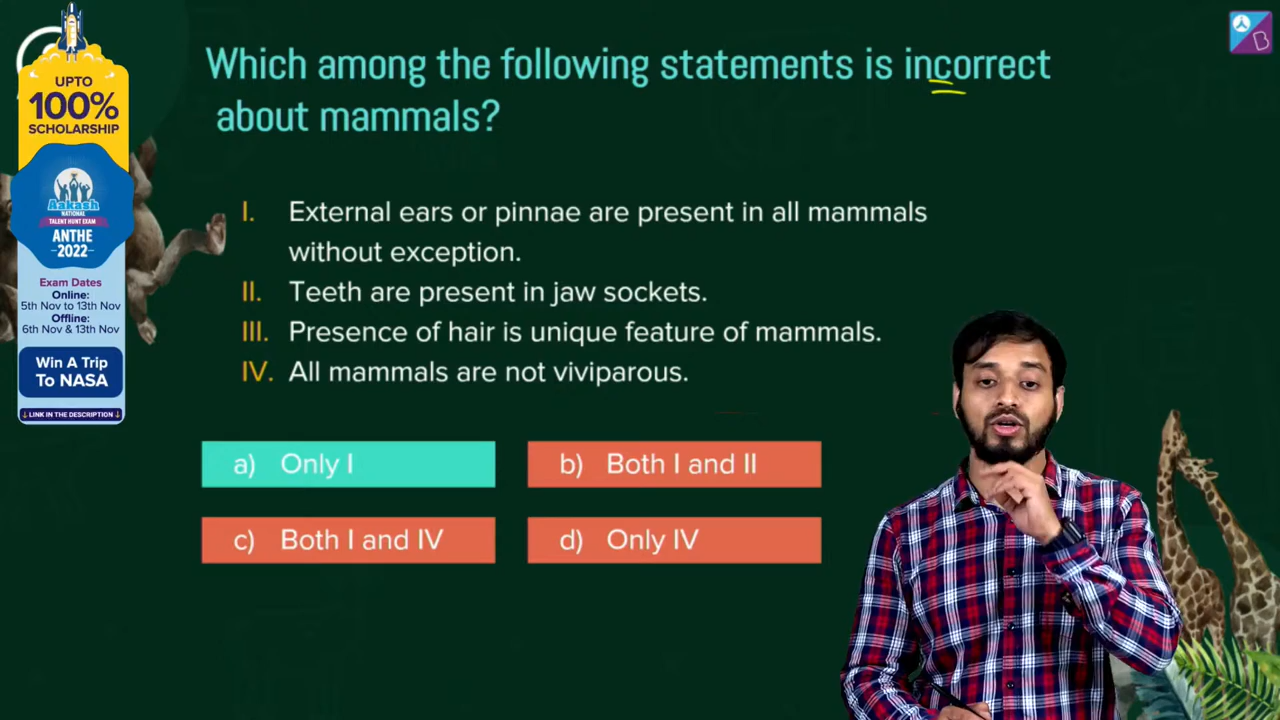 UPTO
100%
SCHOLARSHIP
Aakash
NATIONAL
TALENT HUNT EXAM
ANTHE
-2022-
Exam Dates
Online:
5th Nov to 13th Nov
Offline:
6th Nov & 13th Nov
Win A Trip
To NASA
↓ LINK IN THE DESCRIPTION ↓
Which among the following statements is incorrect
about mammals?
I. External ears or pinnae are present in all mammals
without exception.
II. Teeth are present in jaw sockets.
III. Presence of hair is unique feature of mammals.
IV. All mammals are not viviparous.
a) Only I
b) Both I and II
c) Both I and IV
d) Only IV
B